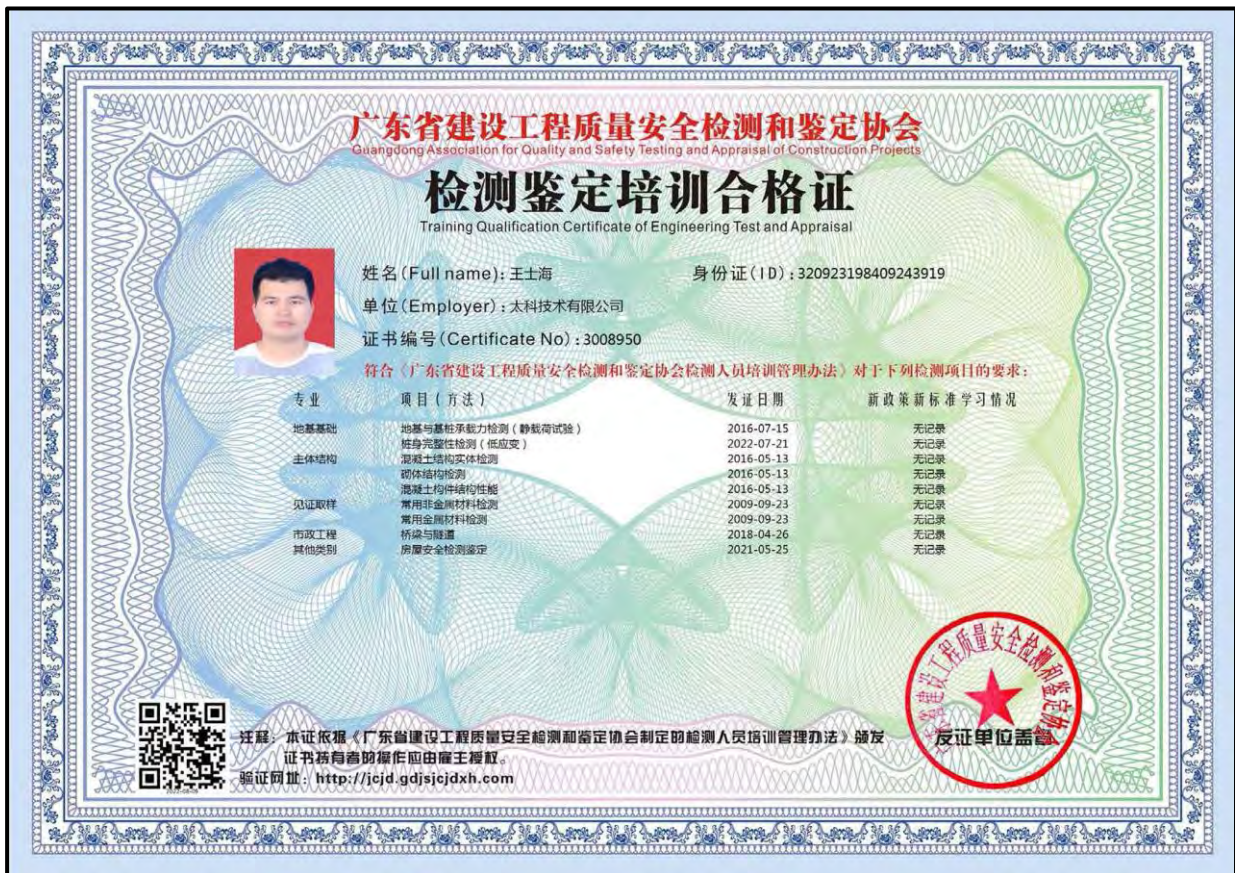 广东省建设工程质量安全检测和鉴定协会
Guangdong Association for Quality and Safety Testing and Appraisal of Construction Projects
检测鉴定培训合格证
Training Qualification Certificate of Engineering Test and Appraisal
姓名(Full name): 王士海 身份证(ID): 320923198409243919
单位(Employer): 太科技术有限公司
证书编号(Certificate No): 3008950
符合《广东省建设工程质量安全检测和鉴定协会检测人员培训管理办法》对于下列检测项目的要求:
专业 项目(方法) 发证日期 新政策新标准学习情况
地基基础 地基与基桩承载力检测(静载荷试验) 2016-07-15 无记录
桩身完整性检测(低应变) 2022-07-21 无记录
主体结构 混凝土结构实体检测 2016-05-13 无记录
砌体结构检测 2016-05-13 无记录
混凝土构件结构性能 2016-05-13 无记录
见证取样 常用非金属材料检测 2009-09-23 无记录
常用金属材料检测 2009-09-23 无记录
市政工程 桥梁与隧道 2018-04-26 无记录
其他类别 房屋安全检测鉴定 2021-05-25 无记录
省建设工程质量安全检测和鉴定协
发证单位盖章
注释: 本证依据《广东省建设工程质量安全检测和鉴定协会制定的检测人员培训管理办法》颁发
证书持有者的操作应由雇主授权。
验证网址: http://jcjd.gdjsjcjdxh.com